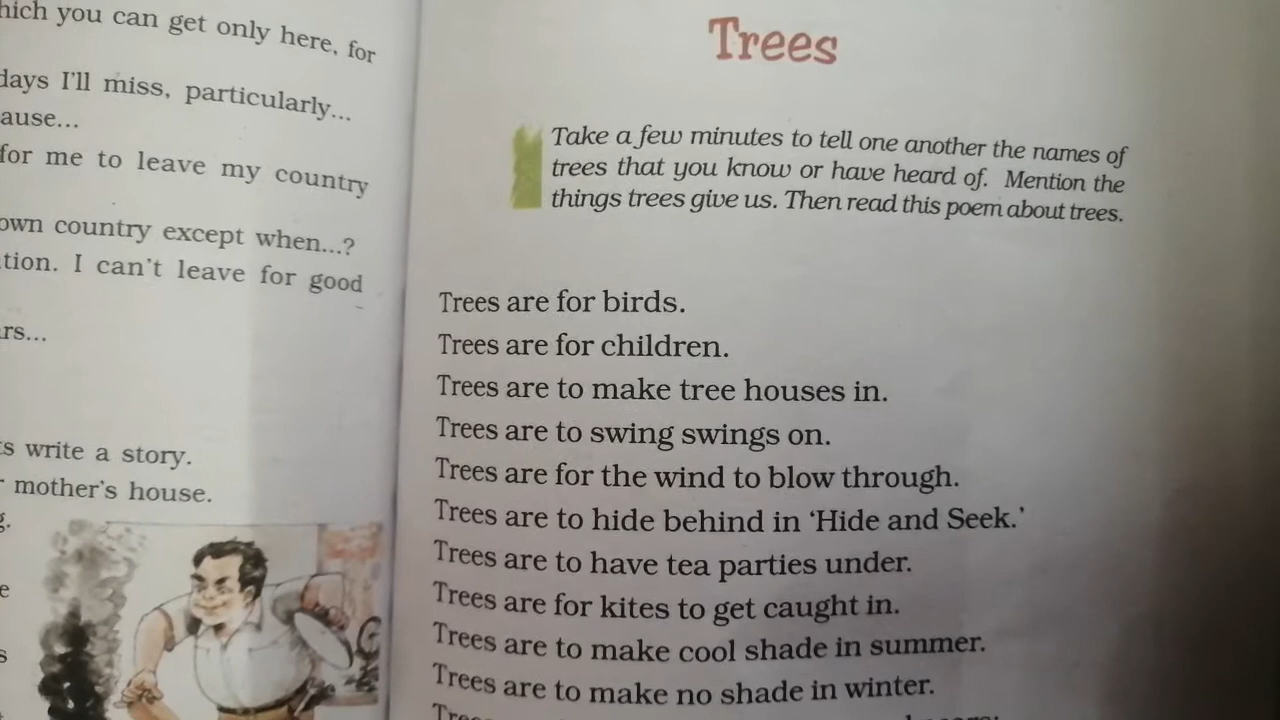 hich you can get only here, for
days I'll miss, particularly...
ause...
for me to leave my country
own country except when...?
tion. I can't leave for good
rs...
s write a story.
mother's house.
g.
e
s
Trees
Take a few minutes to tell one another the names of
trees that you know or have heard of. Mention the
things trees give us. Then read this poem about trees.
Trees are for birds.
Trees are for children.
Trees are to make tree houses in.
Trees are to swing swings on.
Trees are for the wind to blow through.
Trees are to hide behind in ‘Hide and Seek.’
Trees are to have tea parties under.
Trees are for kites to get caught in.
Trees are to make cool shade in summer.
Trees are to make no shade in winter.